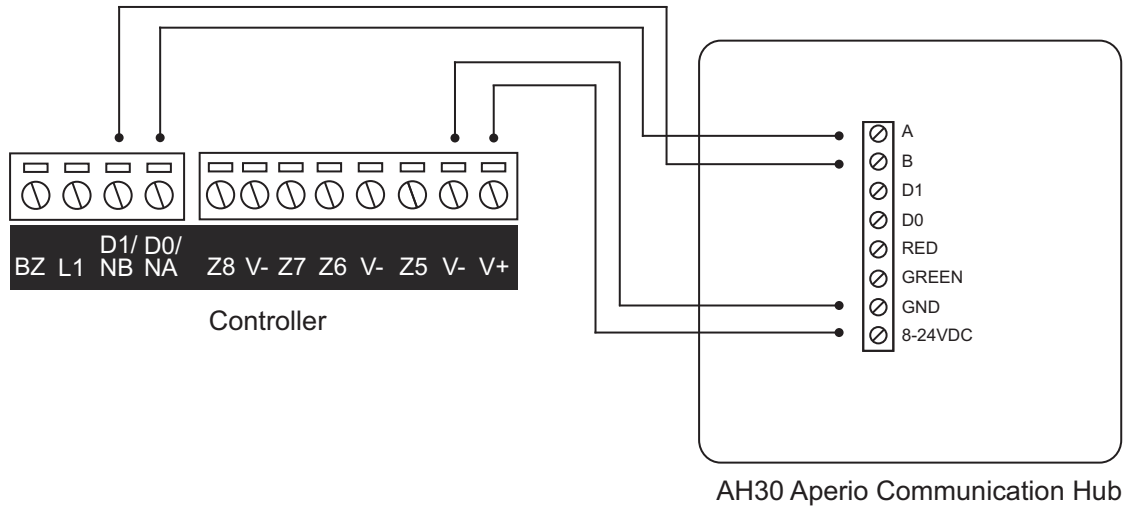 A
B
D1
D0
RED
GREEN
GND
8-24VDC
D1/ D0/
BZ L1 NB NA Z8 V- Z7 Z6 V- Z5 V- V+
Controller
AH30 Aperio Communication Hub